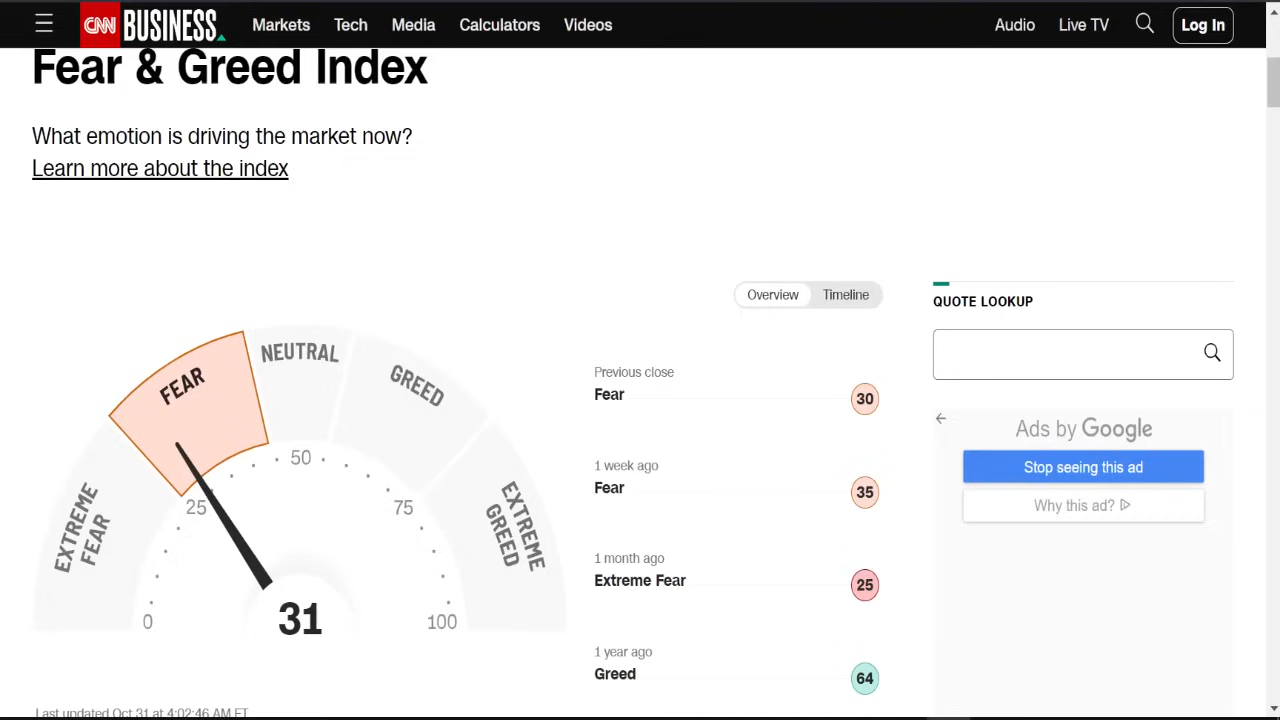 CNN BUSINESS
Markets
Tech
Media
Calculators
Videos
Audio
Live TV
Log In
Fear & Greed Index
What emotion is driving the market now?
Learn more about the index
Overview
Timeline
EXTREME
FEAR
FEAR
NEUTRAL
GREED
EXTREME
GREED
0
25
50
75
100
31
Last updated Oct 31 at 4:02:46 AM ET
Previous close
Fear
30
1 week ago
Fear
35
1 month ago
Extreme Fear
25
1 year ago
Greed
64
QUOTE LOOKUP
Ads by Google
Stop seeing this ad
Why this ad?